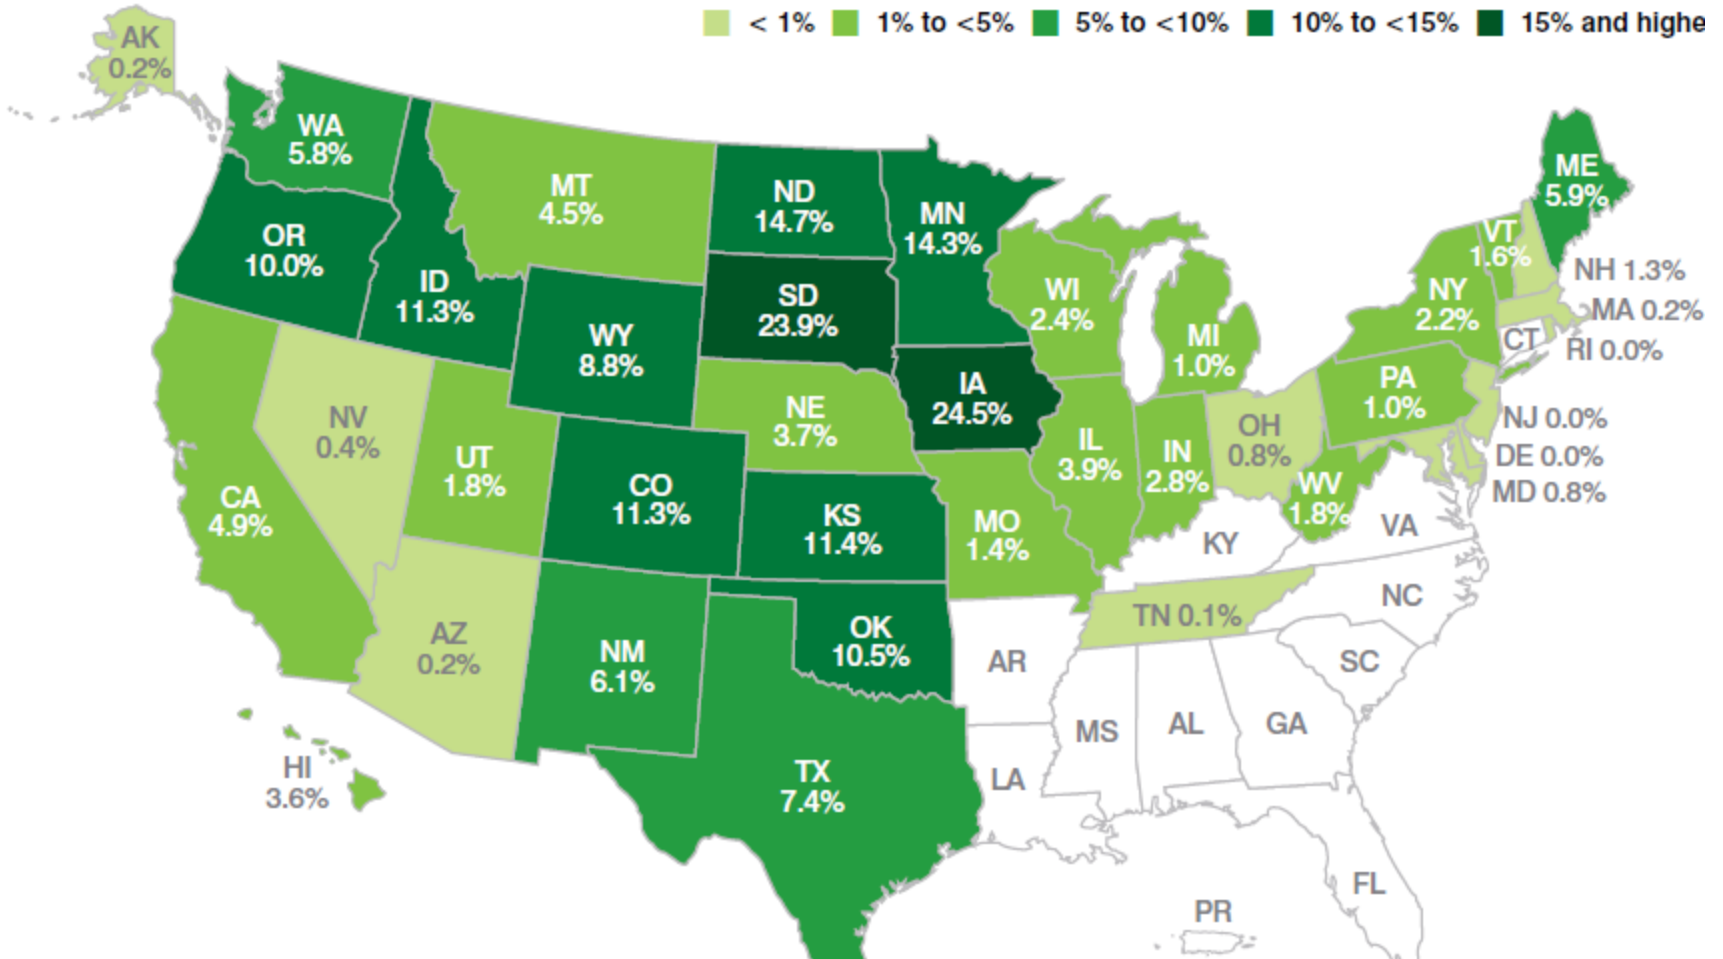 < 1%
1% to <5%
5% to <10%
10% to <15%
15% and highe
AK
0.2%
WA
5.8%
MT
4.5%
ND
14.7%
MN
14.3%
ME
5.9%
OR
10.0%
ID
11.3%
WY
8.8%
SD
23.9%
WI
2.4%
MI
1.0%
NY
2.2%
VT
1.6%
NH 1.3%
MA 0.2%
CT
RI 0.0%
NV
0.4%
UT
1.8%
CO
11.3%
NE
3.7%
IA
24.5%
IL
3.9%
IN
2.8%
OH
0.8%
PA
1.0%
NJ 0.0%
DE 0.0%
MD 0.8%
WV
1.8%
CA
4.9%
KS
11.4%
MO
1.4%
KY
VA
AZ
0.2%
NM
6.1%
OK
10.5%
AR
TN 0.1%
NC
SC
HI
3.6%
TX
7.4%
LA
MS
AL
GA
FL
PR